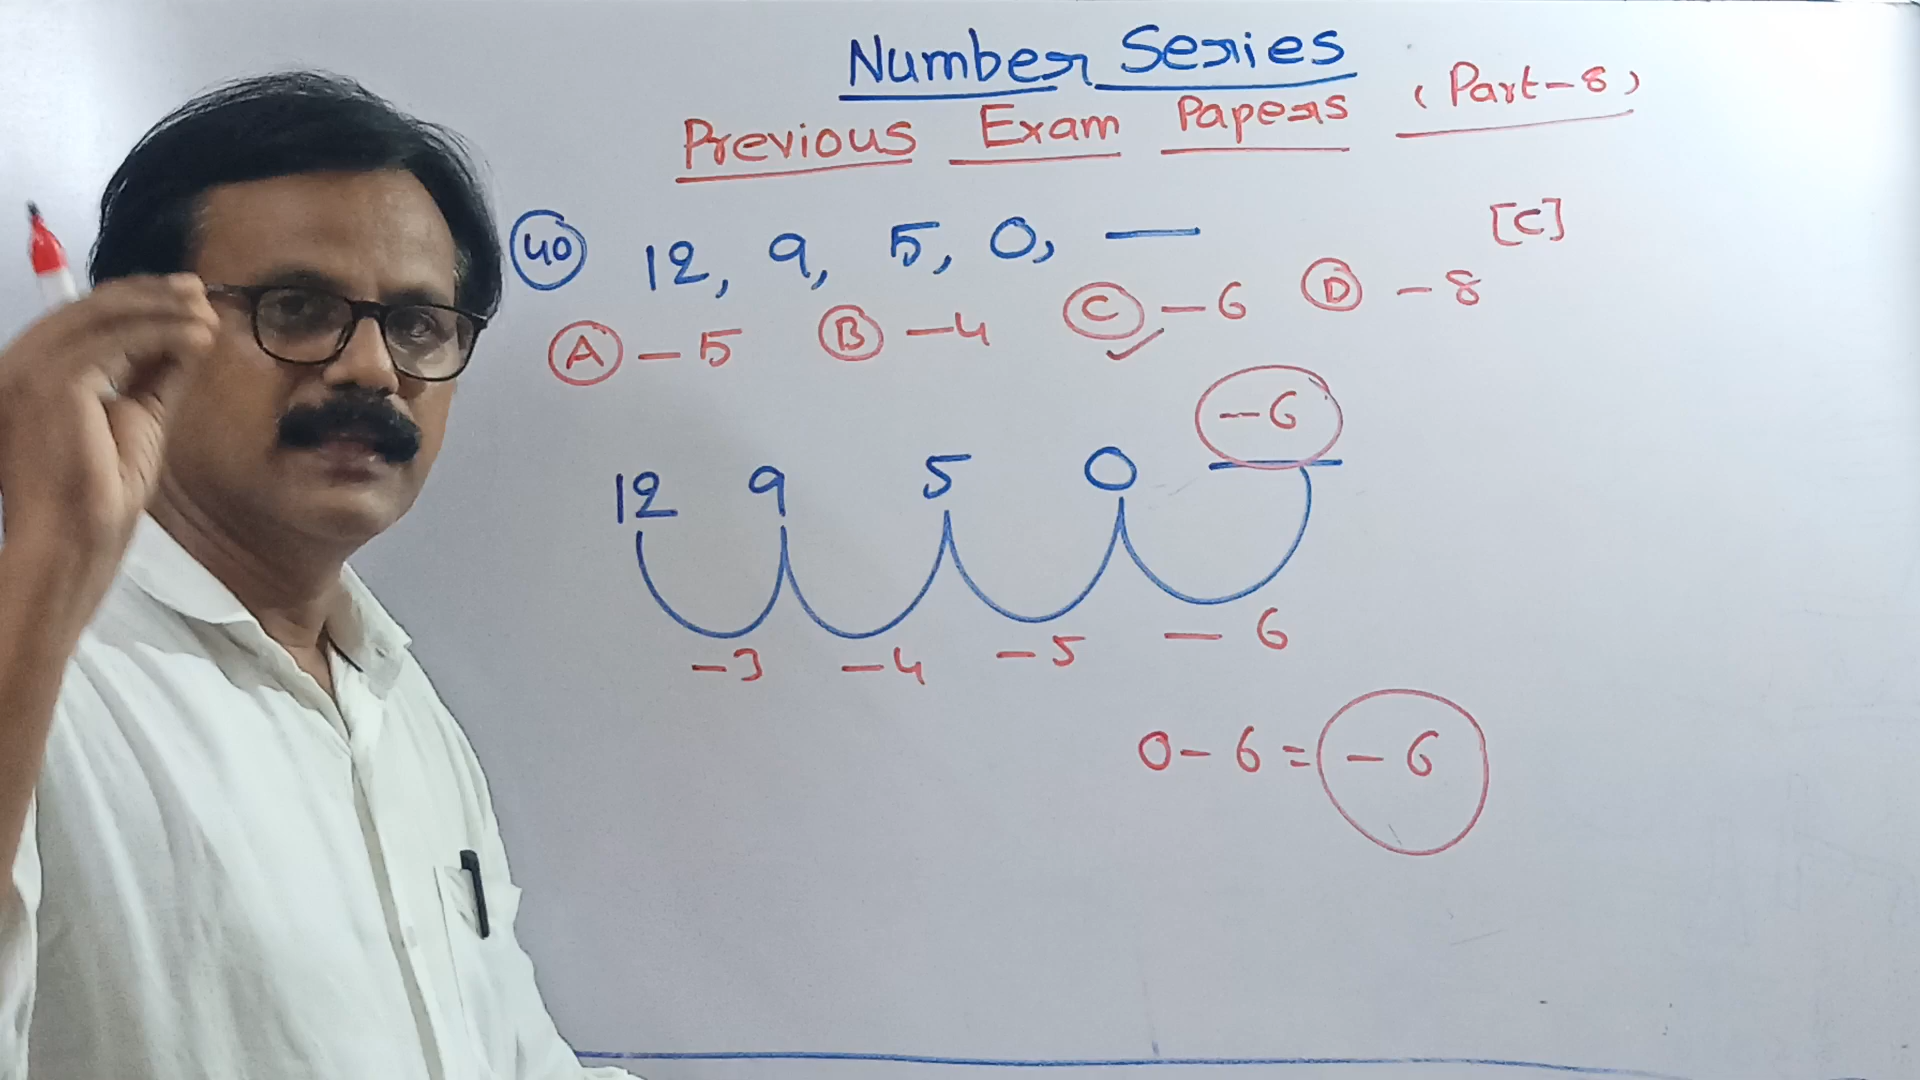 Number Series
Previous Exam Papers (Part-8)
40 12, 9, 5, 0, — [C]
A -5 B -4 C -6 D -8
-6
12 9 5 0
-3 -4 -5 -6
0-6=-6